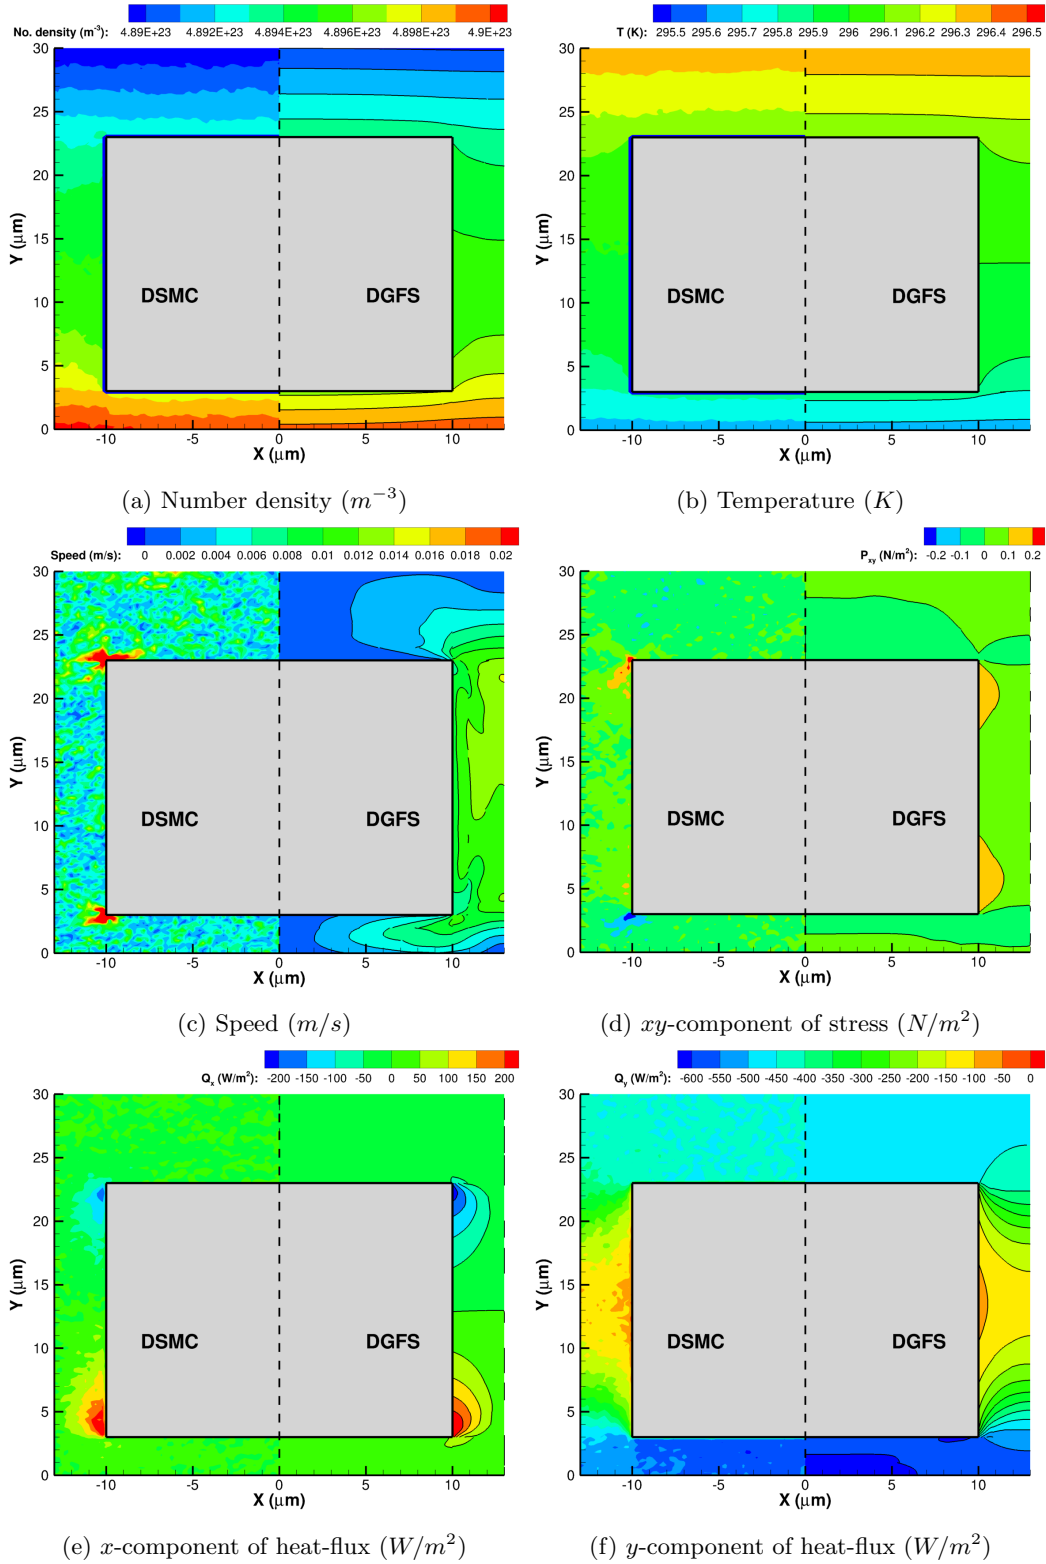 No. density (m⁻³): 4.89E+23 4.892E+23 4.894E+23 4.896E+23 4.898E+23 4.9E+23
30
25
20
15
10
5
0
Y (μm)
DSMC
DGFS
-10 -5 0 5 10
X (μm)
(a) Number density (m⁻³)
T (K): 295.5 295.6 295.7 295.8 295.9 296 296.1 296.2 296.3 296.4 296.5
30
25
20
15
10
5
0
Y (μm)
DSMC
DGFS
-10 -5 0 5 10
X (μm)
(b) Temperature (K)
Speed (m/s): 0 0.002 0.004 0.006 0.008 0.01 0.012 0.014 0.016 0.018 0.02
30
25
20
15
10
5
0
Y (μm)
DSMC
DGFS
-10 -5 0 5 10
X (μm)
(c) Speed (m/s)
P_xy (N/m²): -0.2 -0.1 0 0.1 0.2
30
25
20
15
10
5
0
Y (μm)
DSMC
DGFS
-10 -5 0 5 10
X (μm)
(d) xy-component of stress (N/m²)
Q_x (W/m²): -200 -150 -100 -50 0 50 100 150 200
30
25
20
15
10
5
0
Y (μm)
DSMC
DGFS
-10 -5 0 5 10
X (μm)
(e) x-component of heat-flux (W/m²)
Q_y (W/m²): -600 -550 -500 -450 -400 -350 -300 -250 -200 -150 -100 -50 0
30
25
20
15
10
5
0
Y (μm)
DSMC
DGFS
-10 -5 0 5 10
X (μm)
(f) y-component of heat-flux (W/m²)